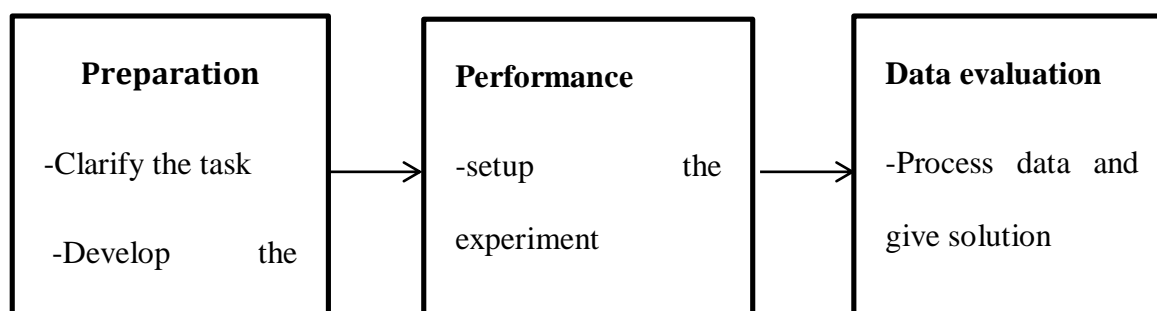 Preparation
-Clarify the task
-Develop the
Performance
-setup the
experiment
Data evaluation
-Process data and
give solution